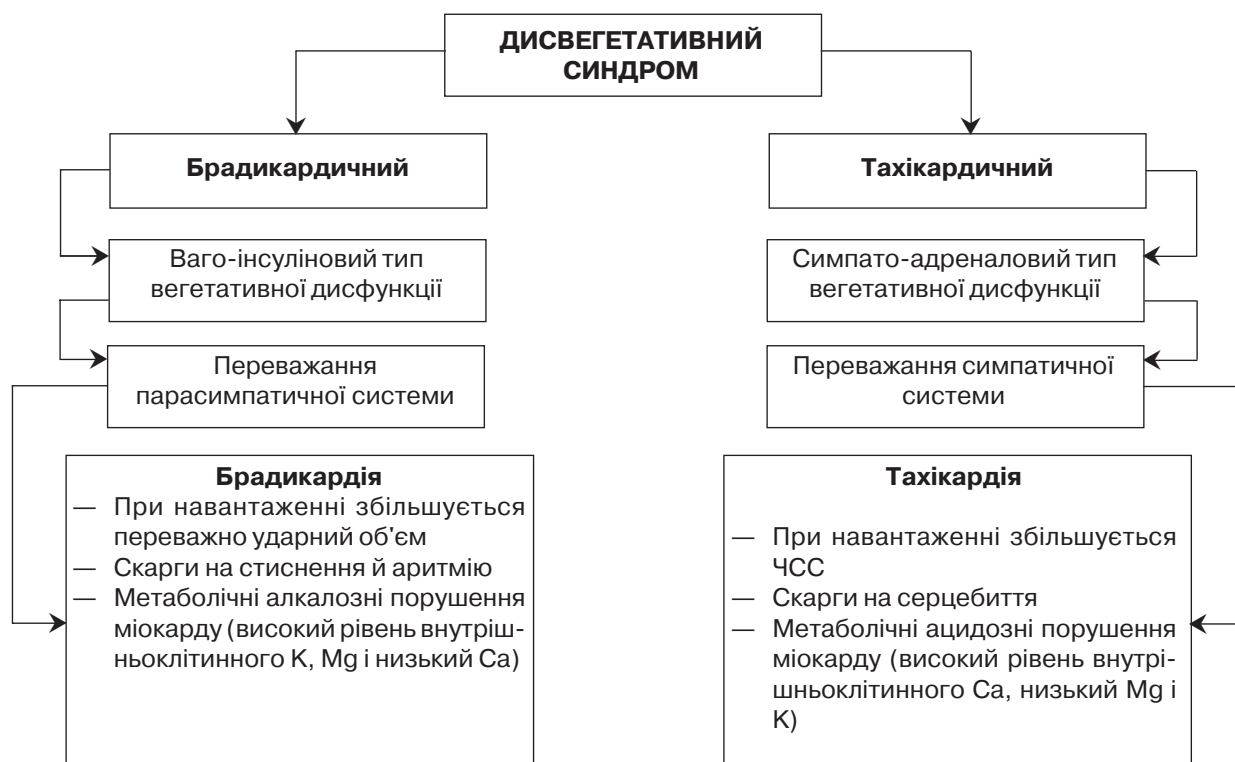 ДИСВЕГЕТАТИВНИЙ
СИНДРОМ
Брадикардичний
Ваго-інсуліновий тип
вегетативної дисфункції
Переважання
парасимпатичної системи
Брадикардія
— При навантаженні збільшується
переважно ударний об'єм
— Скарги на стиснення й аритмію
— Метаболічні алкалозні порушення
міокарду (високий рівень внутріш-
ньоклітинного К, Mg і низький Са)
Тахікардичний
Симпато-адреналовий тип
вегетативної дисфункції
Переважання симпатичної
системи
Тахікардія
— При навантаженні збільшується
ЧСС
— Скарги на серцебиття
— Метаболічні ацидозні порушення
міокарду (високий рівень внутрі-
шньоклітинного Са, низький Mg і
К)